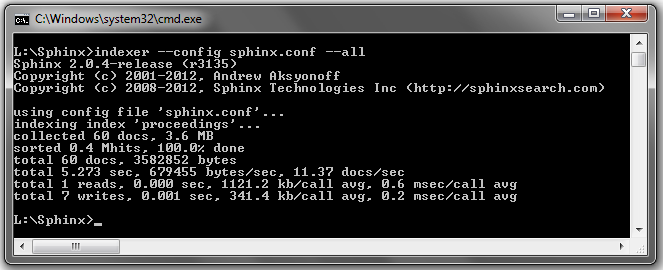 C:\Windows\system32\cmd.exe
L:\Sphinx>indexer --config sphinx.conf --all
Sphinx 2.0.4-release (r3135)
Copyright (c) 2001-2012, Andrew Aksyonoff
Copyright (c) 2008-2012, Sphinx Technologies Inc (http://sphinxsearch.com)
using config file 'sphinx.conf'...
indexing index 'proceedings'...
collected 60 docs, 3.6 MB
sorted 0.4 Mhits, 100.0% done
total 60 docs, 3582852 bytes
total 5.273 sec, 679455 bytes/sec, 11.37 docs/sec
total 1 reads, 0.000 sec, 1121.2 kb/call avg, 0.6 msec/call avg
total 7 writes, 0.001 sec, 341.4 kb/call avg, 0.2 msec/call avg
L:\Sphinx>_